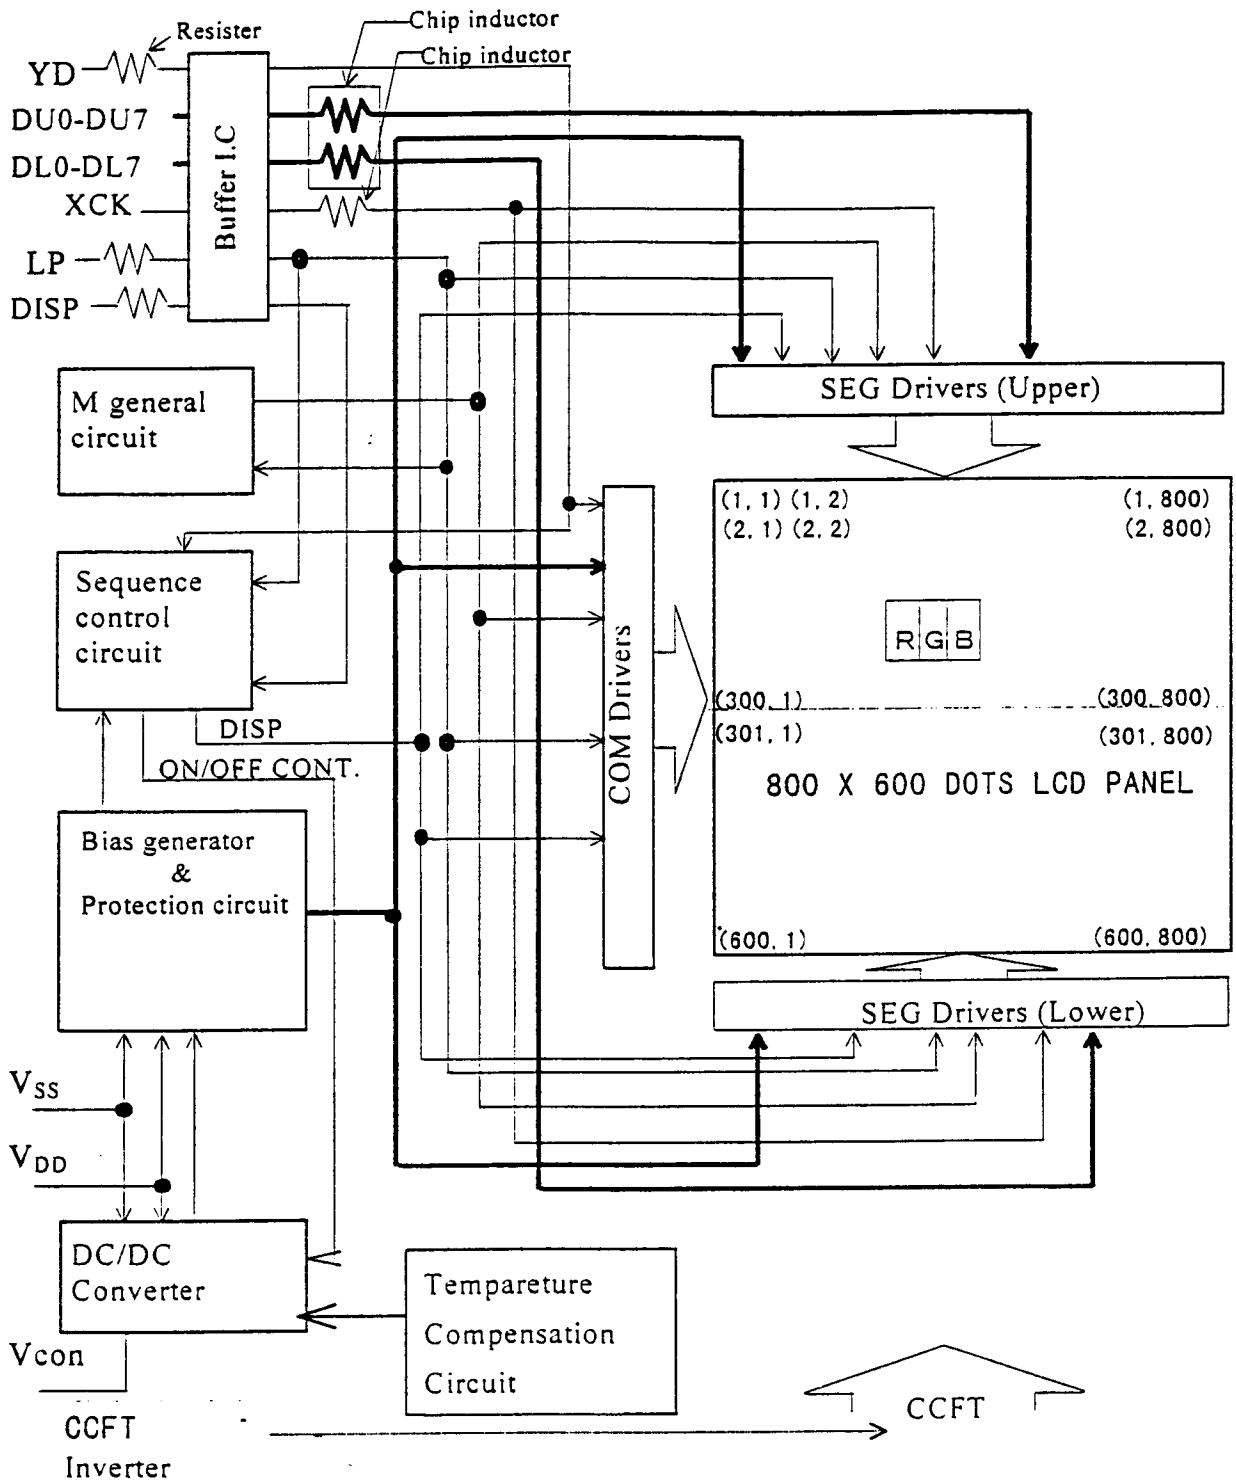 Resister
Chip inductor
Chip inductor
YD
DU0-DU7
DL0-DL7
XCK
LP
DISP
Buffer I.C
M general
circuit
SEG Drivers (Upper)
(1, 1) (1, 2)
(1, 800)
(2, 1) (2, 2)
(2, 800)
Sequence
control
circuit
R G B
COM Drivers
(300, 1)
(300, 800)
(301, 1)
(301, 800)
DISP
ON/OFF CONT.
800 X 600 DOTS LCD PANEL
Bias generator
&
Protection circuit
(600, 1)
(600, 800)
SEG Drivers (Lower)
VSS
VDD
DC/DC
Converter
Tempareture
Compensation
Circuit
Vcon
CCFT
CCFT
Inverter